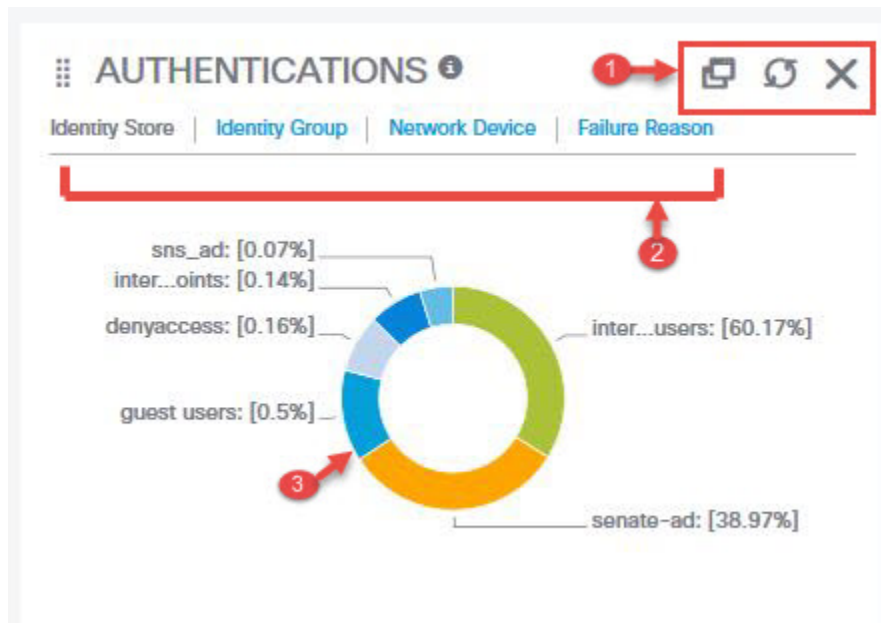 AUTHENTICATIONS i
1
Identity Store | Identity Group | Network Device | Failure Reason
2
sns_ad: [0.07%]
inter...oints: [0.14%]
denyaccess: [0.16%]
inter...users: [60.17%]
guest users: [0.5%]
3
senate-ad: [38.97%]